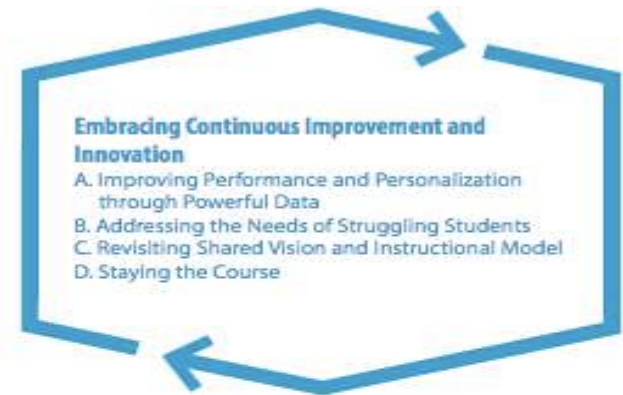 Embracing Continuous Improvement and
Innovation
A. Improving Performance and Personalization
through Powerful Data
B. Addressing the Needs of Struggling Students
C. Revisiting Shared Vision and Instructional Model
D. Staying the Course